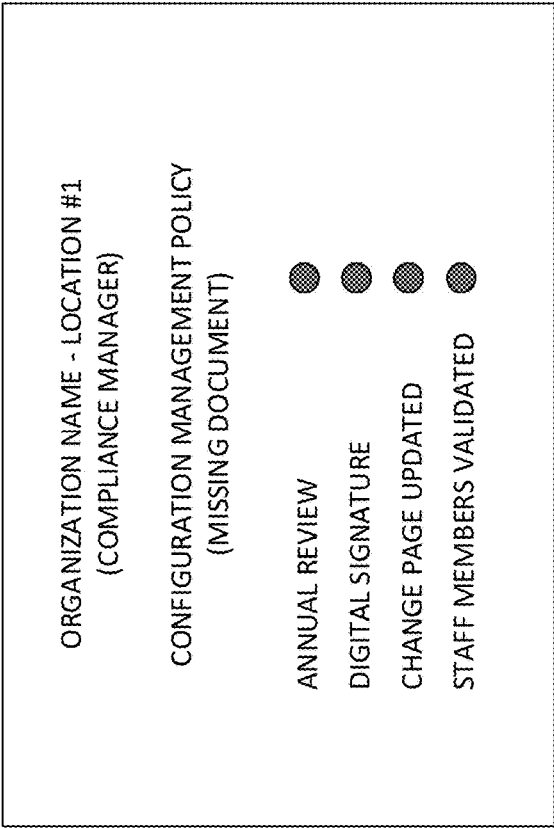 ORGANIZATION NAME - LOCATION #1
(COMPLIANCE MANAGER)
CONFIGURATION MANAGEMENT POLICY
(MISSING DOCUMENT)
ANNUAL REVIEW
DIGITAL SIGNATURE
CHANGE PAGE UPDATED
STAFF MEMBERS VALIDATED